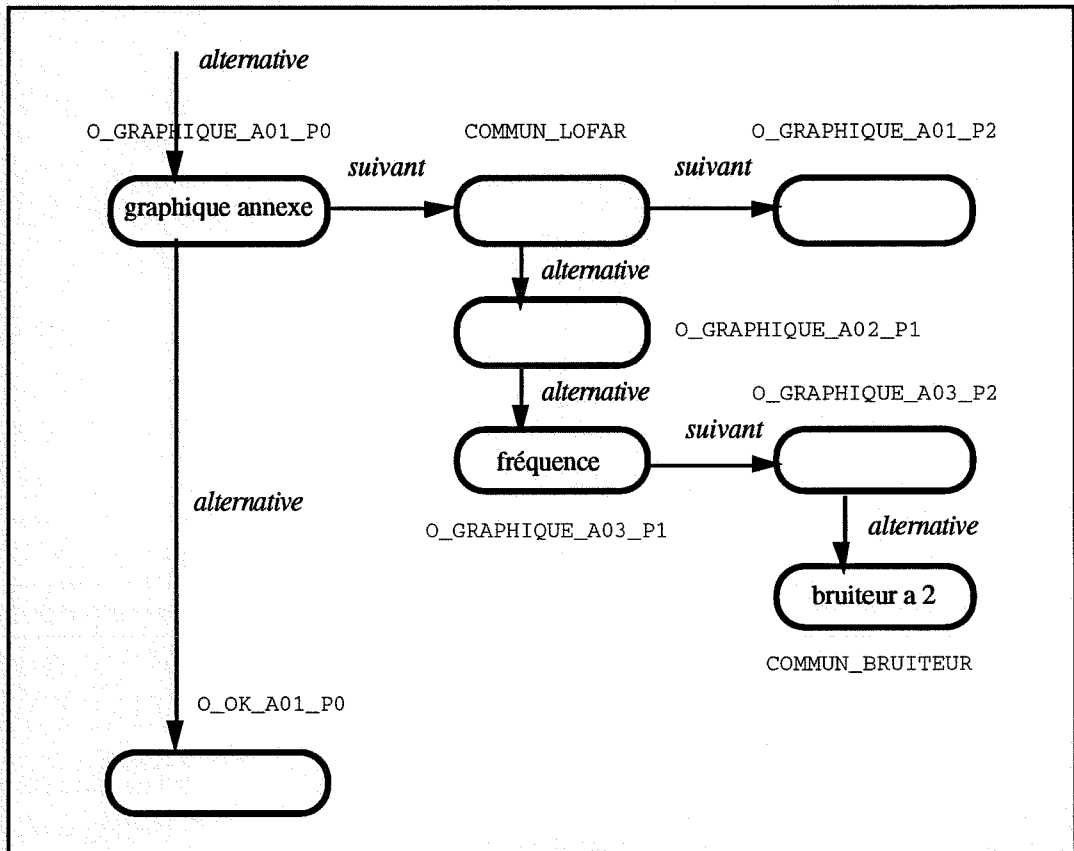 alternative
O_GRAPHIQUE_A01_P0
COMMUN_LOFAR
O_GRAPHIQUE_A01_P2
suivant
suivant
graphique annexe
alternative
O_GRAPHIQUE_A02_P1
alternative
O_GRAPHIQUE_A03_P2
suivant
fréquence
alternative
O_GRAPHIQUE_A03_P1
alternative
bruiteur a 2
COMMUN_BRUITEUR
O_OK_A01_P0